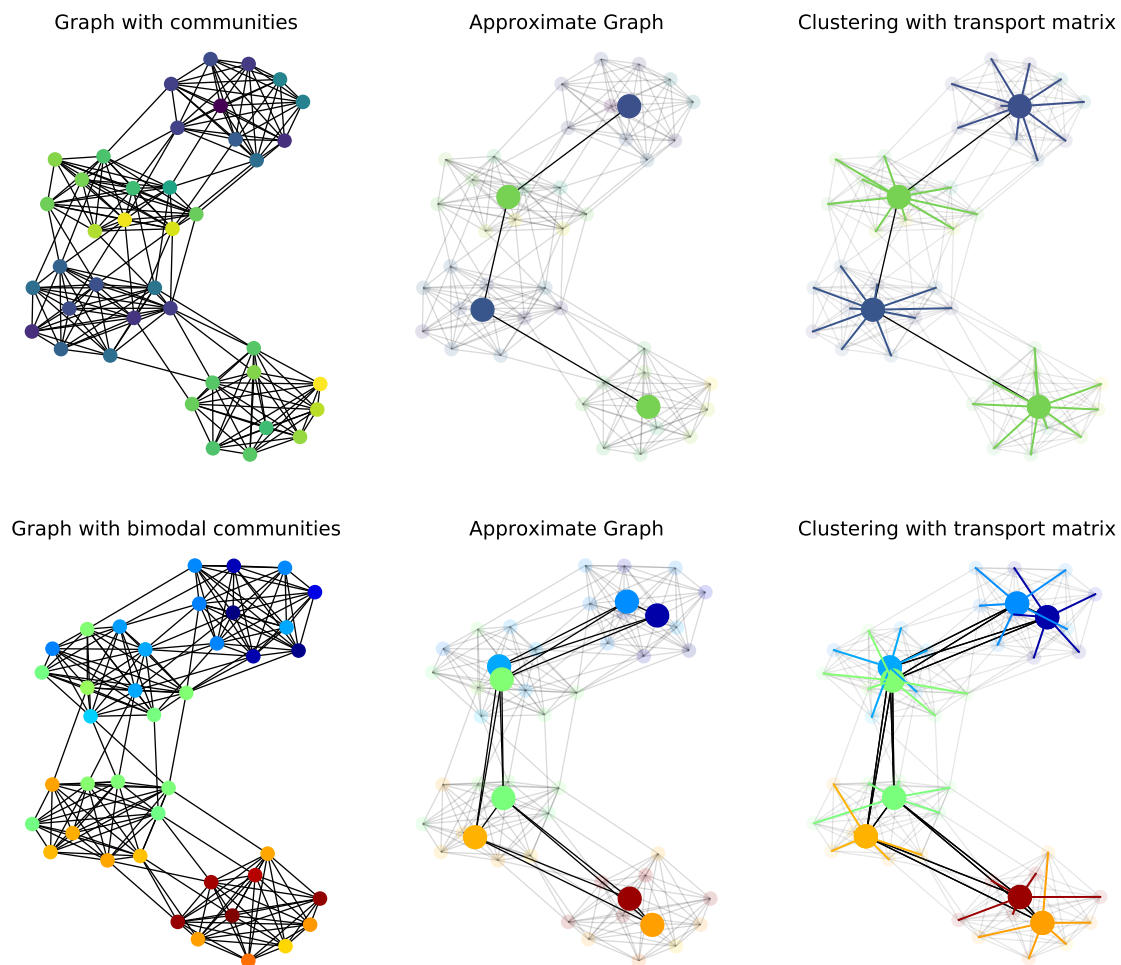 Graph with communities
Approximate Graph
Clustering with transport matrix
Graph with bimodal communities
Approximate Graph
Clustering with transport matrix